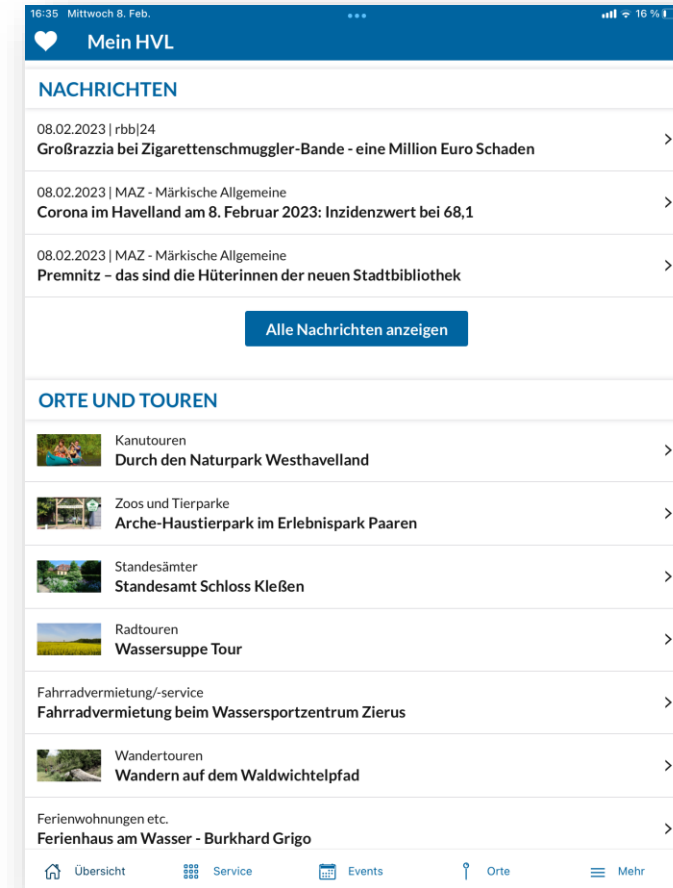 16:35 Mittwoch 8. Feb.
16 %
Mein HVL
NACHRICHTEN
08.02.2023 | rbb|24
Großrazzia bei Zigarettenschmuggler-Bande - eine Million Euro Schaden
08.02.2023 | MAZ - Märkische Allgemeine
Corona im Havelland am 8. Februar 2023: Inzidenzwert bei 68,1
08.02.2023 | MAZ - Märkische Allgemeine
Premnitz – das sind die Hüterinnen der neuen Stadtbibliothek
Alle Nachrichten anzeigen
ORTE UND TOUREN
Kanutouren
Durch den Naturpark Westhavelland
Zoos und Tierparke
Arche-Haustierpark im Erlebnispark Paaren
Standesämter
Standesamt Schloss Kleßen
Radtouren
Wassersuppe Tour
Fahrradvermietung/-service
Fahrradvermietung beim Wassersportzentrum Zierus
Wandertouren
Wandern auf dem Waldwichtelpfad
Ferienwohnungen etc.
Ferienhaus am Wasser - Burkhard Grigo
Übersicht Service Events Orte Mehr